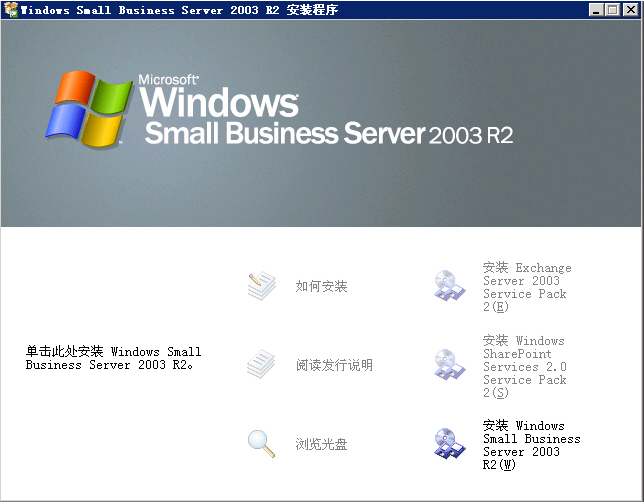 Windows Small Business Server 2003 R2 安装程序
Microsoft
Windows
Small Business Server 2003 R2
单击此处安装 Windows Small
Business Server 2003 R2。
如何安装
阅读发行说明
浏览光盘
安装 Exchange
Server 2003
Service Pack
2(E)
安装 Windows
SharePoint
Services 2.0
Service Pack
2(S)
安装 Windows
Small Business
Server 2003
R2(W)